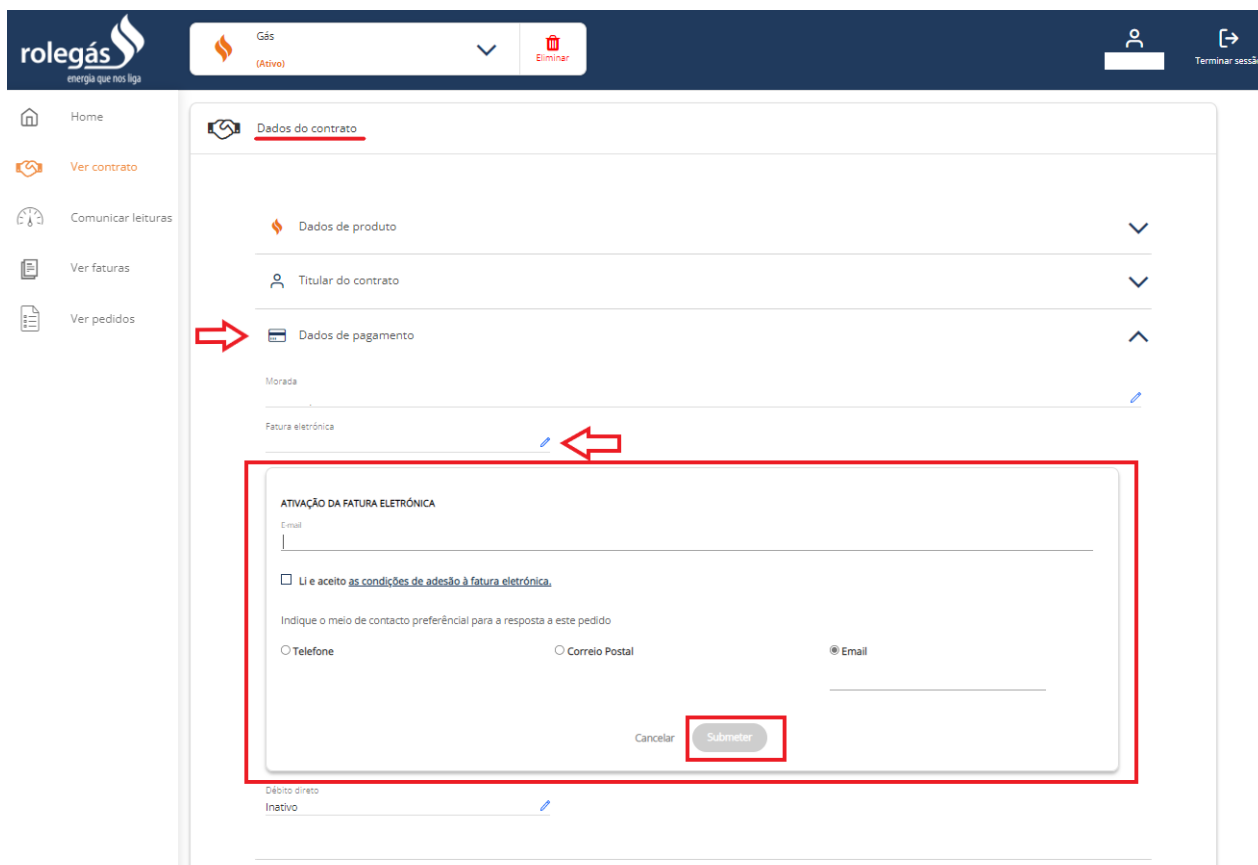 rolegás
energia que nos liga
Gás
(Ativo)
Eliminar
Terminar sessã
Home
Ver contrato
Comunicar leituras
Ver faturas
Ver pedidos
Dados do contrato
Dados de produto
Titular do contrato
Dados de pagamento
Morada
Fatura eletrónica
ATIVAÇÃO DA FATURA ELETRÓNICA
E-mail
Li e aceito as condições de adesão à fatura eletrónica.
Indique o meio de contacto preferêncial para a resposta a este pedido
Telefone
Correio Postal
Email
Cancelar
Submeter
Débito direto
Inativo